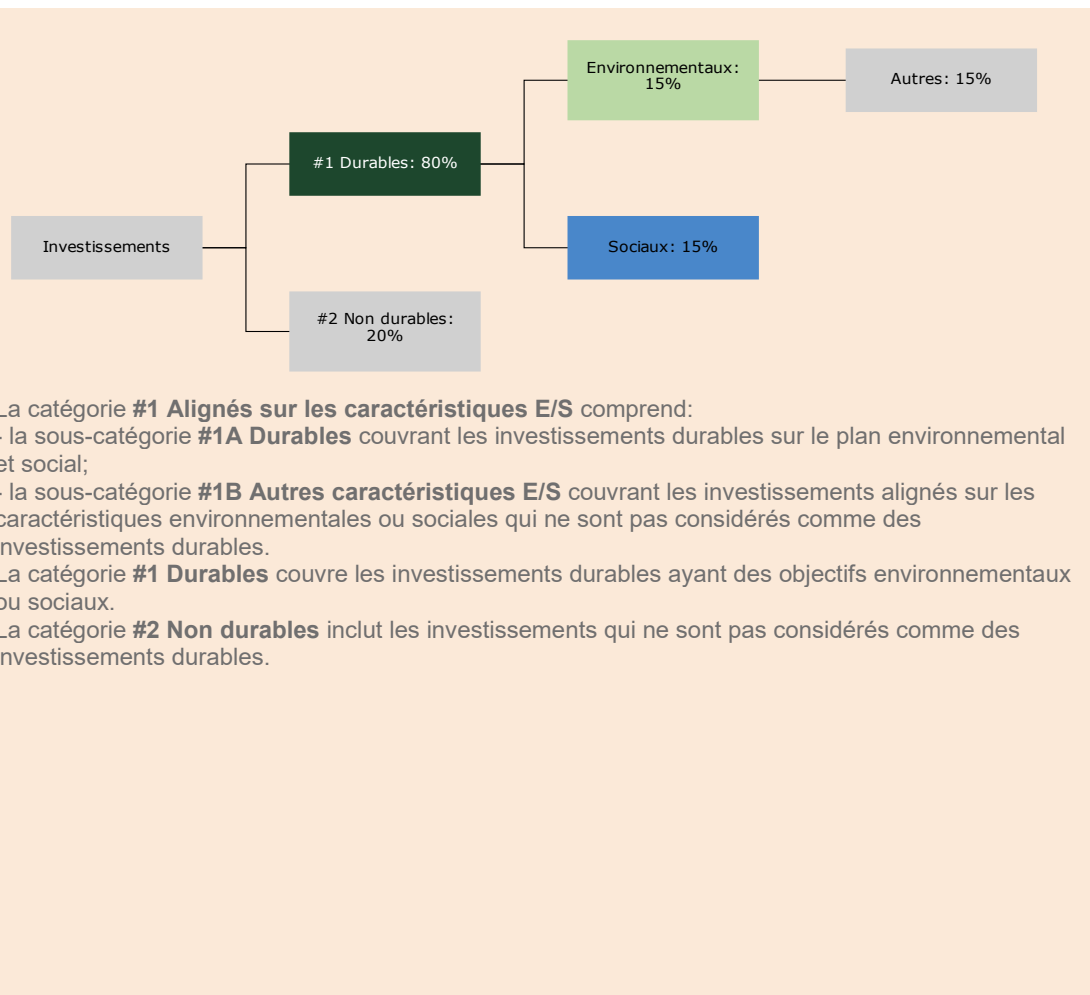 Environnementaux:
15%
Autres: 15%
#1 Durables: 80%
Investissements
Sociaux: 15%
#2 Non durables:
20%
La catégorie #1 Alignés sur les caractéristiques E/S comprend:
- la sous-catégorie #1A Durables couvrant les investissements durables sur le plan environnemental
et social;
- la sous-catégorie #1B Autres caractéristiques E/S couvrant les investissements alignés sur les
caractéristiques environnementales ou sociales qui ne sont pas considérés comme des
investissements durables.
La catégorie #1 Durables couvre les investissements durables ayant des objectifs environnementaux
ou sociaux.
La catégorie #2 Non durables inclut les investissements qui ne sont pas considérés comme des
investissements durables.